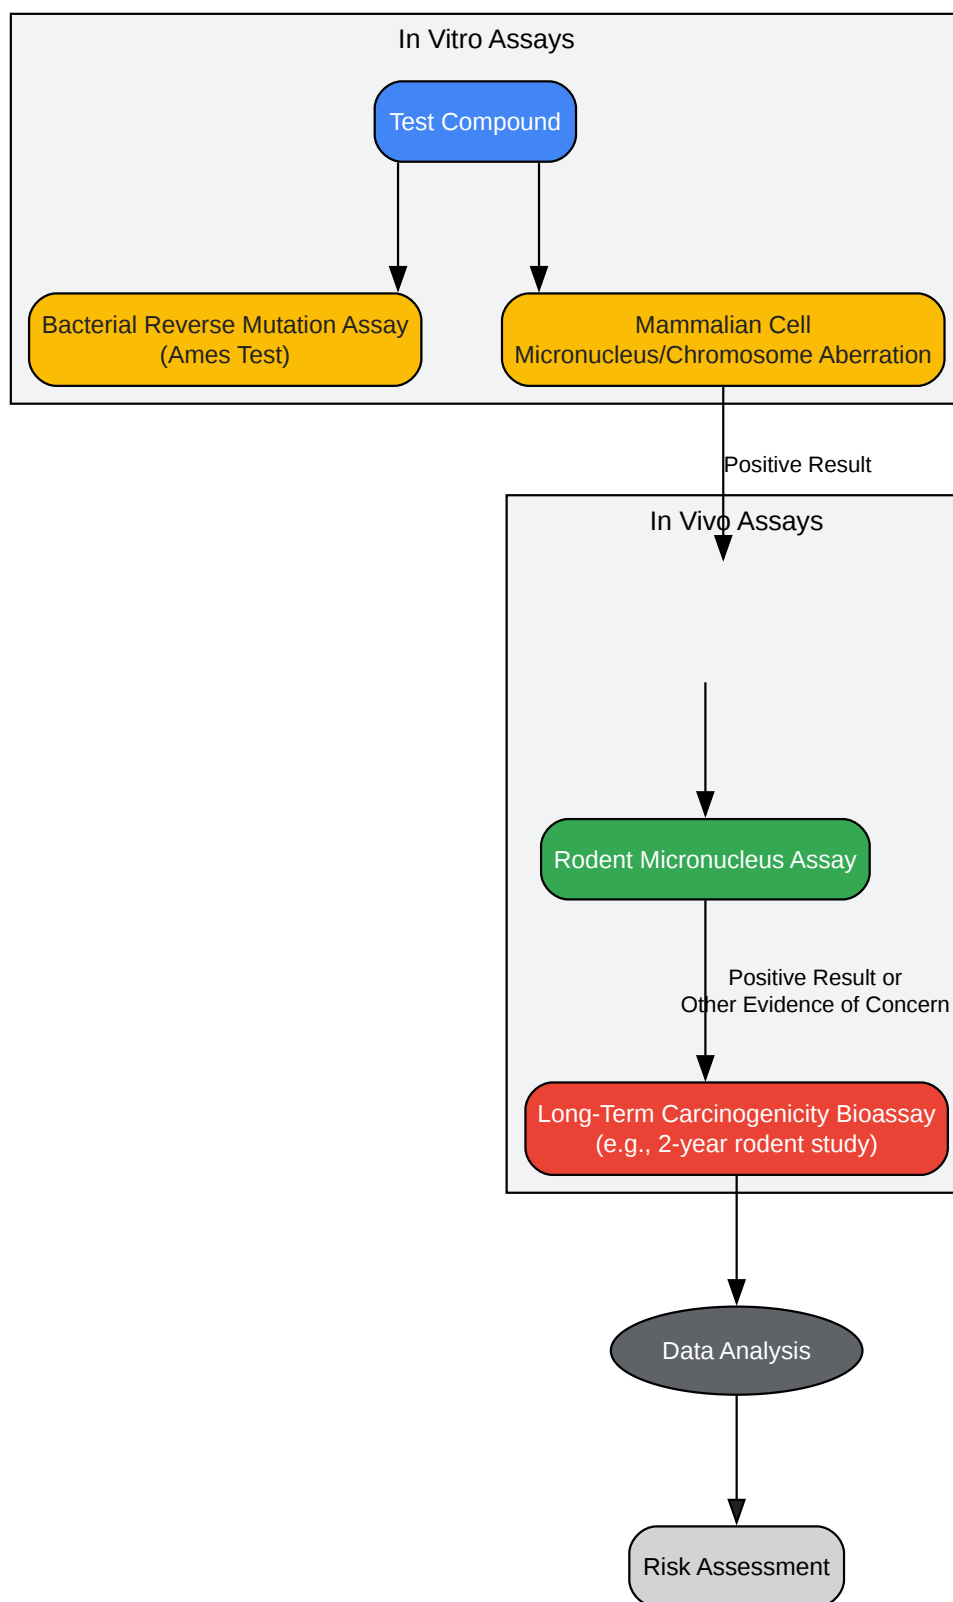 In Vitro Assays
Test Compound
Bacterial Reverse Mutation Assay
(Ames Test)
Mammalian Cell
Micronucleus/Chromosome Aberration
Positive Result
In Vivo Assays
Rodent Micronucleus Assay
Positive Result or
Other Evidence of Concern
Long-Term Carcinogenicity Bioassay
(e.g., 2-year rodent study)
Data Analysis
Risk Assessment